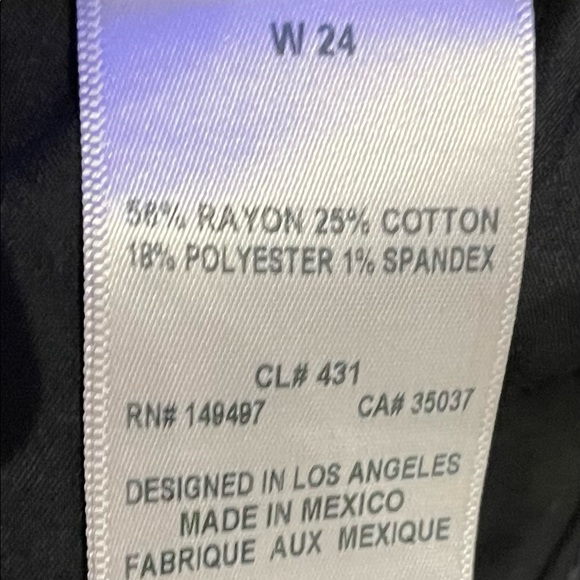 W 24
56% RAYON 25% COTTON
18% POLYESTER 1% SPANDEX
CL# 431
RN# 149497 CA# 35037
DESIGNED IN LOS ANGELES
MADE IN MEXICO
FABRIQUE AUX MEXIQUE